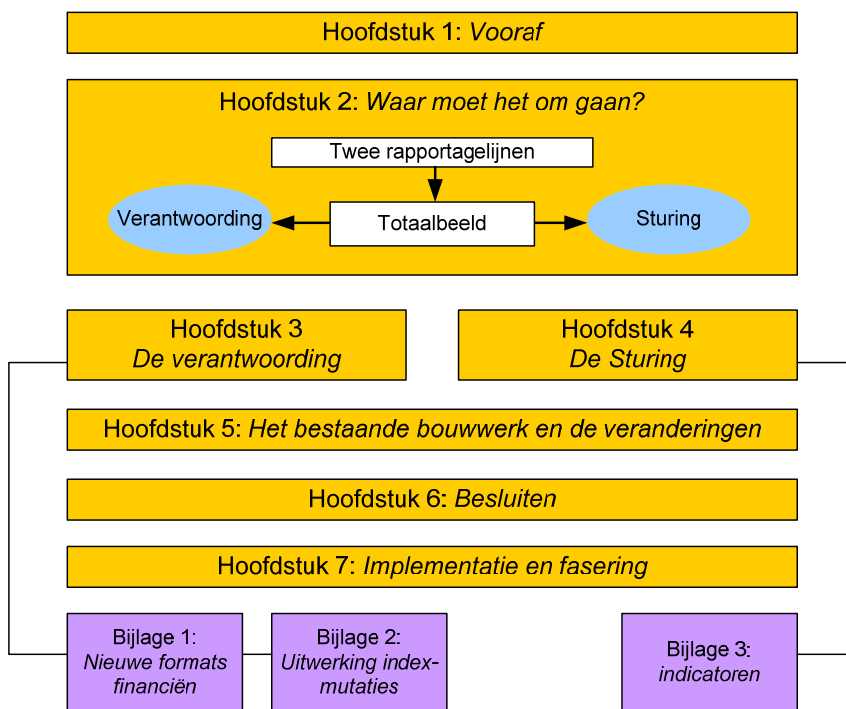 Hoofdstuk 1: Vooraf
Hoofdstuk 2: Waar moet het om gaan?
Twee rapportagelijnen
Verantwoording
Totaalbeeld
Sturing
Hoofdstuk 3
De verantwoording
Hoofdstuk 4
De Sturing
Hoofdstuk 5: Het bestaande bouwwerk en de veranderingen
Hoofdstuk 6: Besluiten
Hoofdstuk 7: Implementatie en fasering
Bijlage 1:
Nieuwe formats
financiën
Bijlage 2:
Uitwerking index-
mutaties
Bijlage 3:
indicatoren